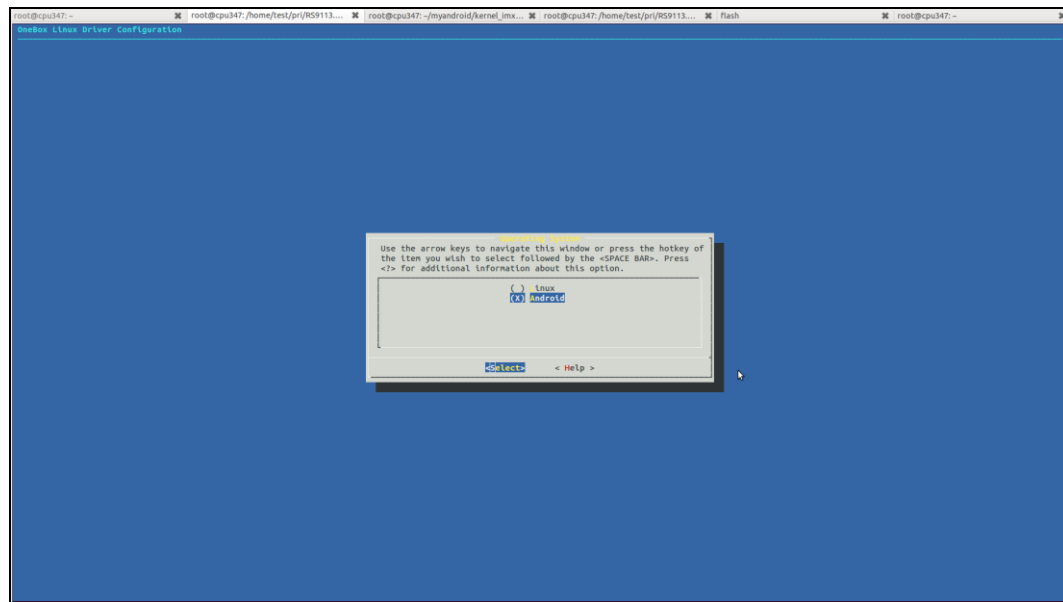 root@cpu347: ~
root@cpu347: /home/test/pri/RS9113....
root@cpu347: ~/myandroid/kernel_imx...
root@cpu347: /home/test/pri/RS9113....
flash
root@cpu347: ~
OneBox Linux Driver Configuration
Use the arrow keys to navigate this window or press the hotkey of
the item you wish to select followed by the <SPACE BAR>. Press
<?> for additional information about this option.
( ) Linux
(X) Android
<Select> < Help >